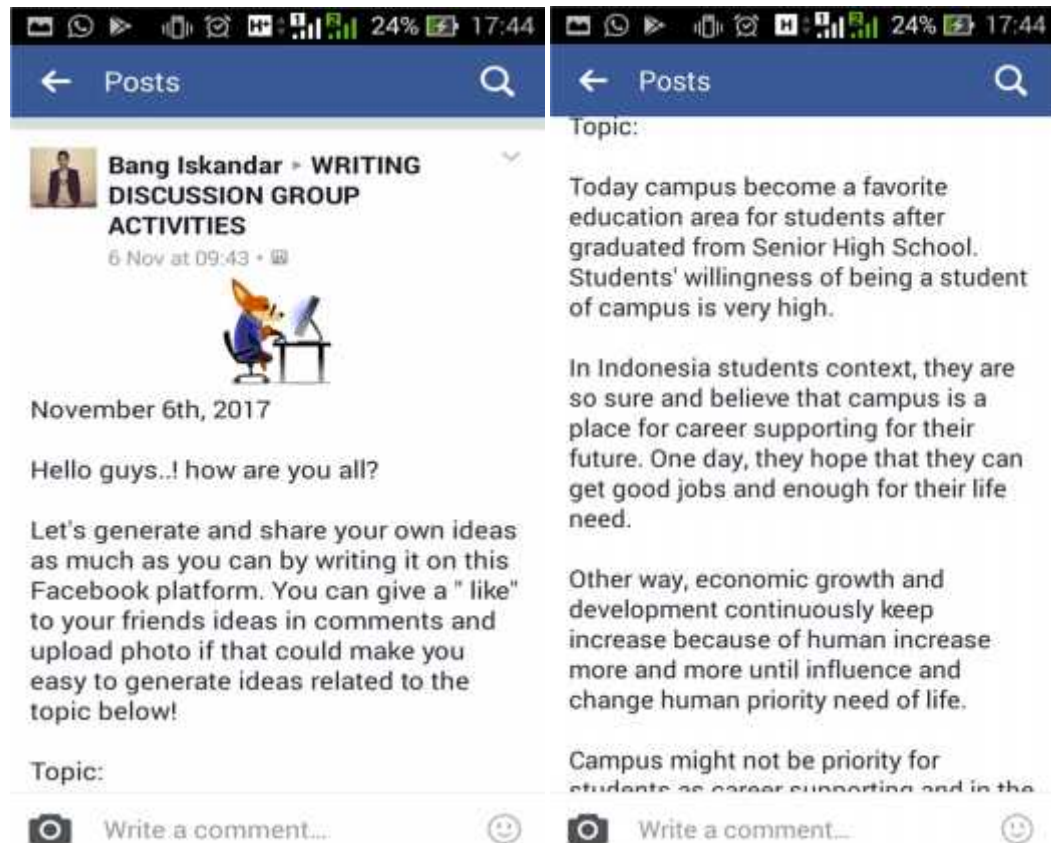 24% 17:44
Posts
Bang Iskandar ▸ WRITING
DISCUSSION GROUP
ACTIVITIES
6 Nov at 09:43 •
November 6th, 2017
Hello guys..! how are you all?
Let's generate and share your own ideas
as much as you can by writing it on this
Facebook platform. You can give a " like"
to your friends ideas in comments and
upload photo if that could make you
easy to generate ideas related to the
topic below!
Topic:
Write a comment...
24% 17:44
Posts
Topic:
Today campus become a favorite
education area for students after
graduated from Senior High School.
Students' willingness of being a student
of campus is very high.
In Indonesia students context, they are
so sure and believe that campus is a
place for career supporting for their
future. One day, they hope that they can
get good jobs and enough for their life
need.
Other way, economic growth and
development continuously keep
increase because of human increase
more and more until influence and
change human priority need of life.
Campus might not be priority for
students as career supporting and in the
Write a comment...